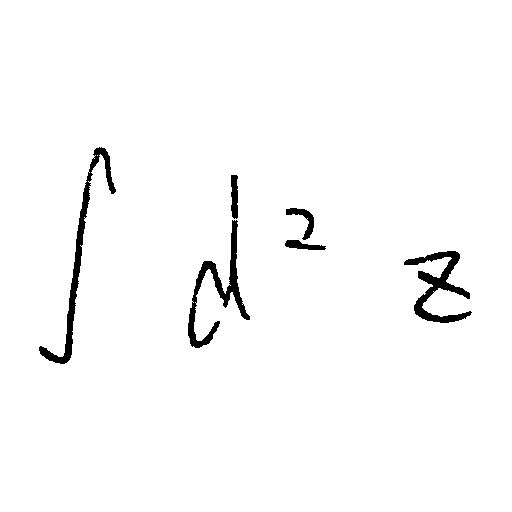 ∫ d² z